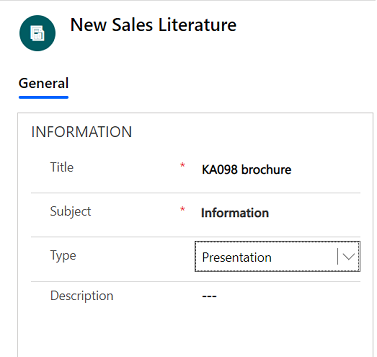 New Sales Literature
General
INFORMATION
Title * KA098 brochure
Subject * Information
Type Presentation
Description ---